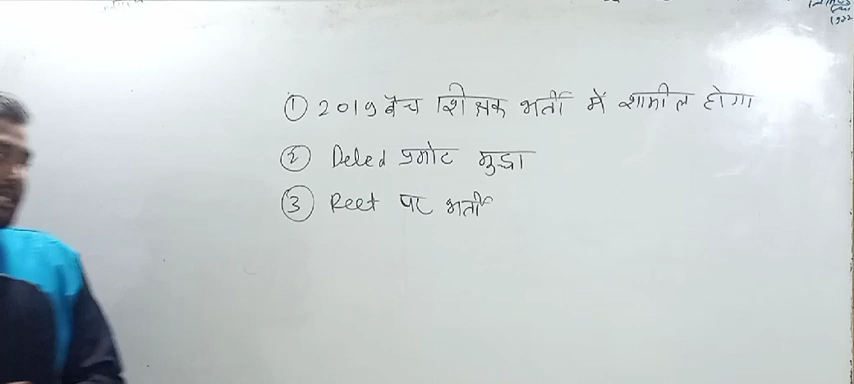 ① 2019 बैच शिक्षक भर्ती में शामील होगा
② Deled प्रमोट मुद्दा
③ Reet पर भर्ती